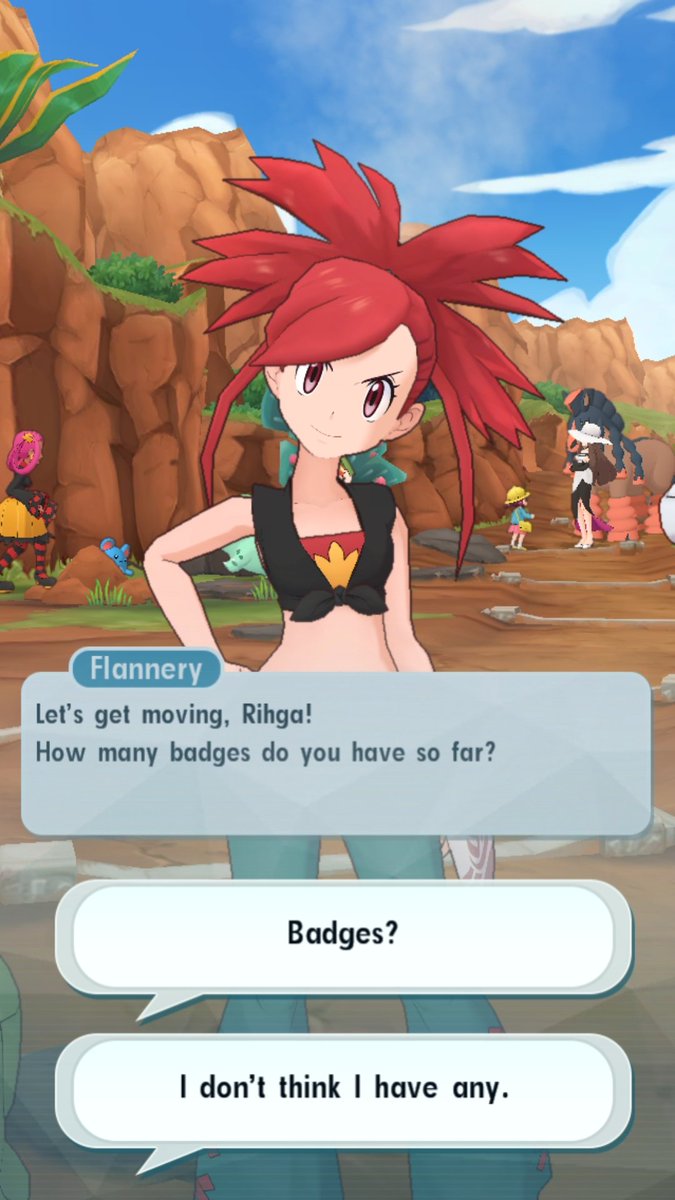 Flannery
Let's get moving, Rihga!
How many badges do you have so far?
Badges?
I don't think I have any.